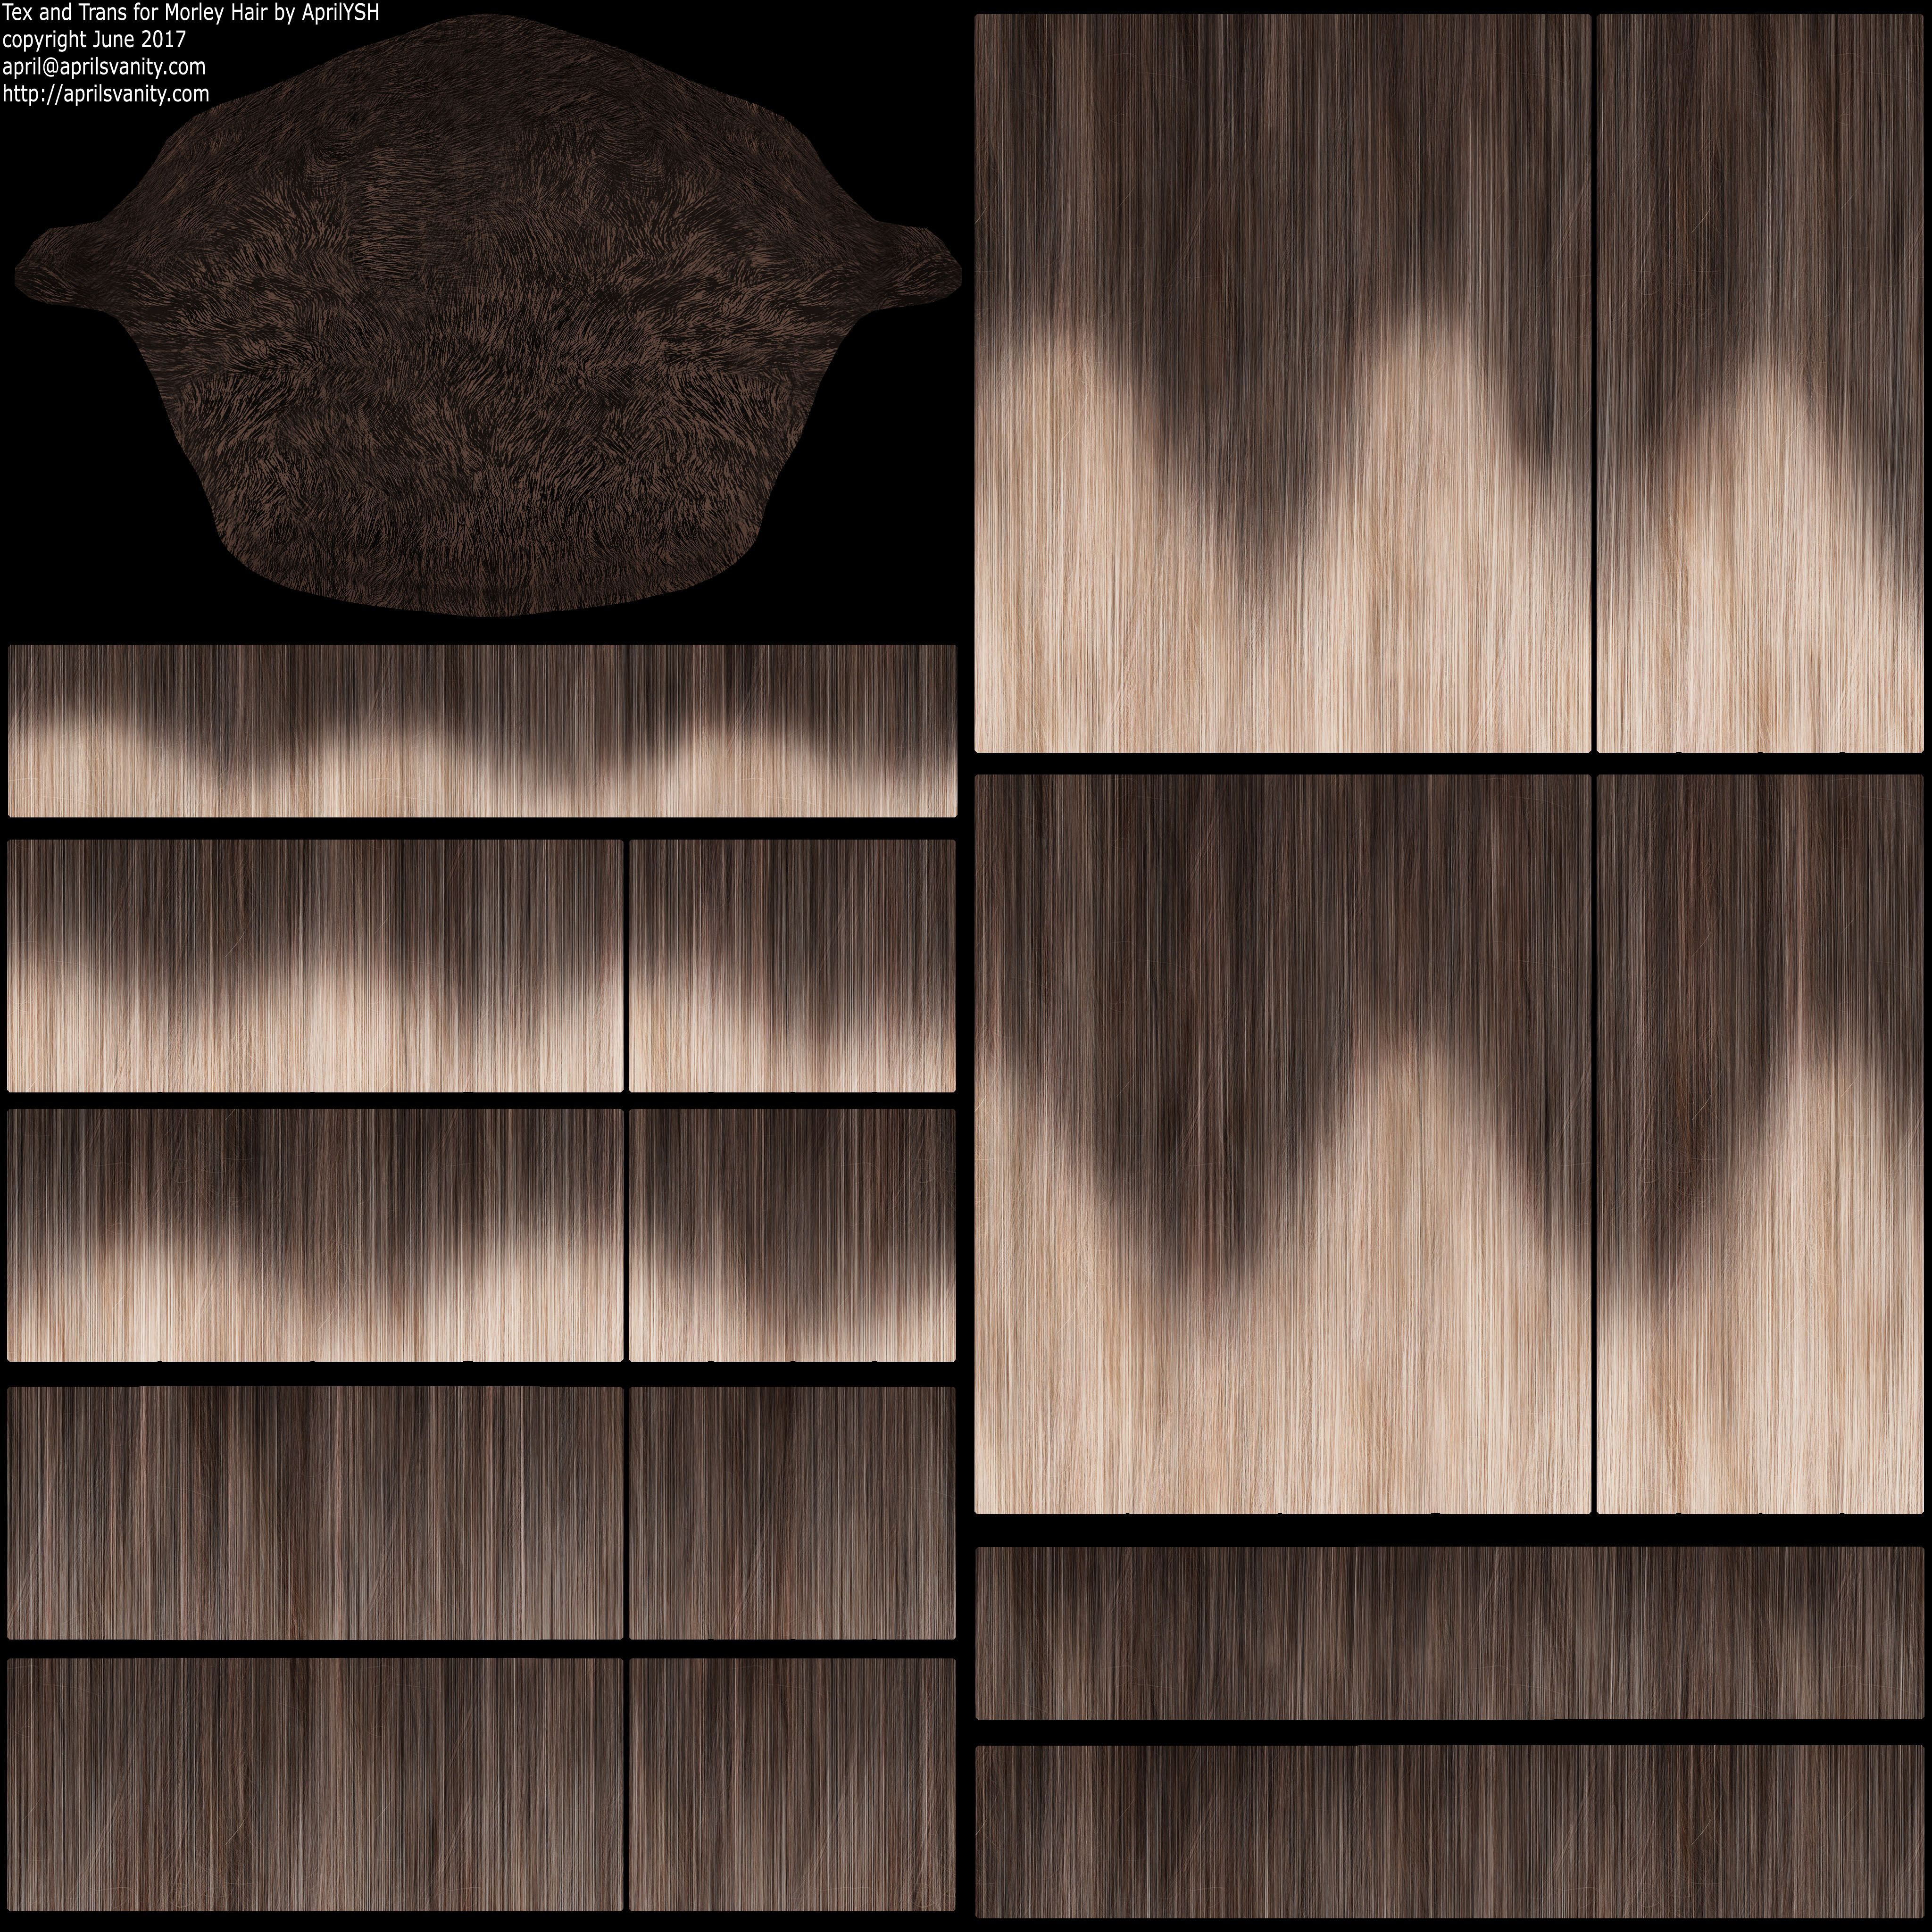 Tex and Trans for Morley Hair by AprilYSH
copyright June 2017
april@aprilsvanity.com
http://aprilsvanity.com